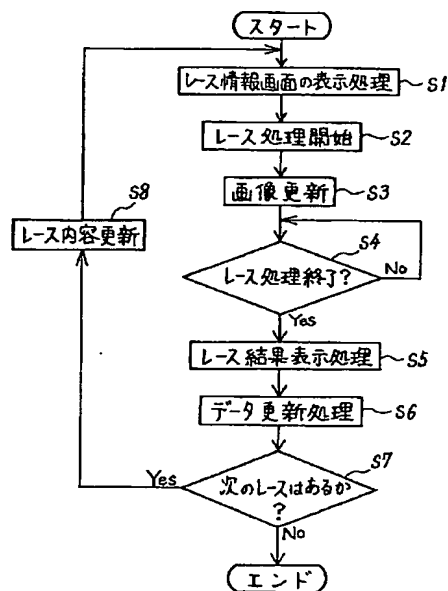 スタート
レース情報画面の表示処理
S1
レース処理開始
S2
画像更新
S3
S8
レース内容更新
S4
レース処理終了?
No
Yes
レース結果表示処理
S5
データ更新処理
S6
S7
Yes
次のレースはあるか
?
No
エンド